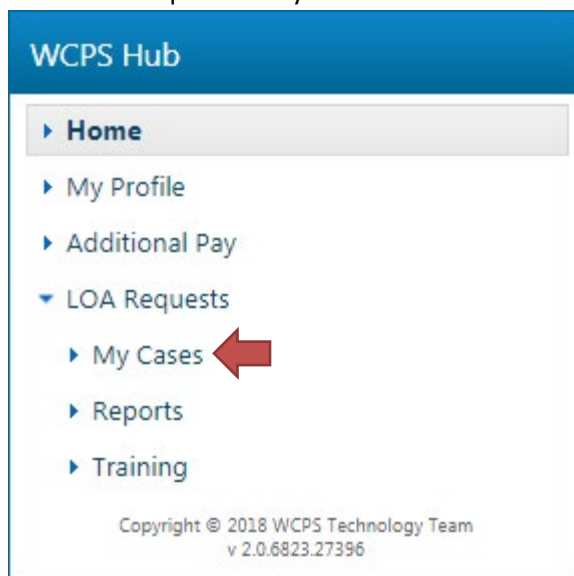 WCPS Hub
Home
My Profile
Additional Pay
LOA Requests
My Cases
Reports
Training
Copyright © 2018 WCPS Technology Team
v 2.0.6823.27396